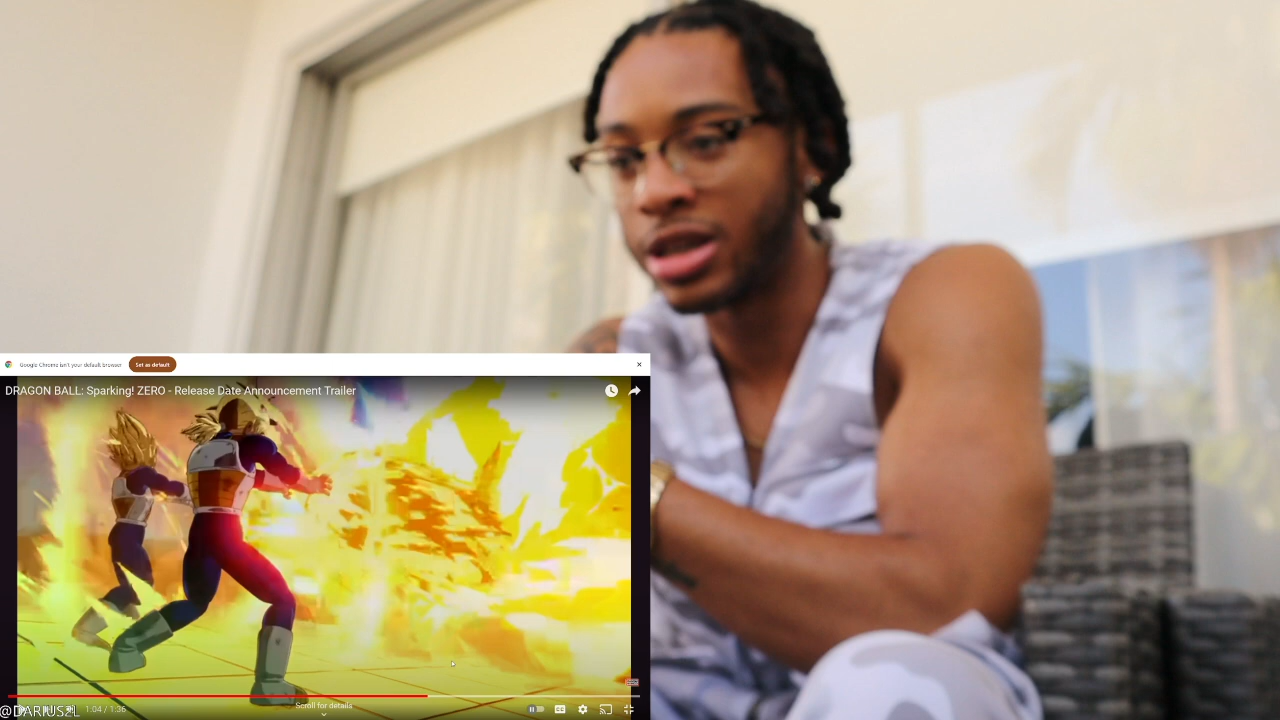 Google Chrome isn't your default browser
Set as default
DRAGON BALL: Sparking! ZERO - Release Date Announcement Trailer
1:04 / 1:36
Scroll for details
@DARIUSZL